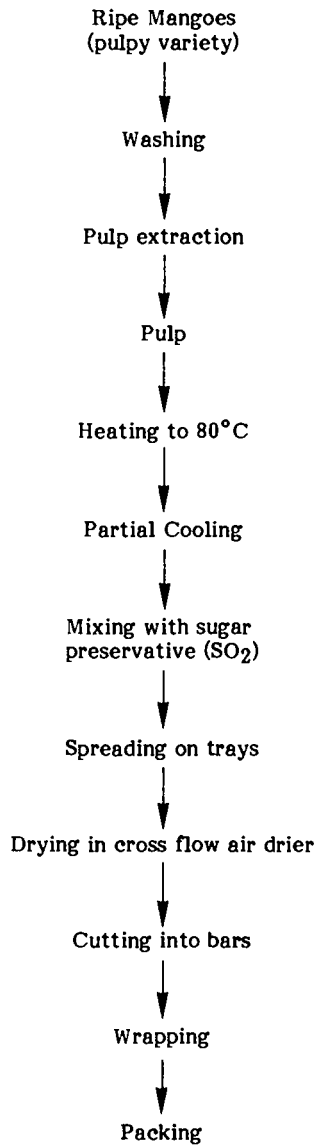 Ripe Mangoes
(pulpy variety)
Washing
Pulp extraction
Pulp
Heating to 80°C
Partial Cooling
Mixing with sugar
preservative (SO₂)
Spreading on trays
Drying in cross flow air drier
Cutting into bars
Wrapping
Packing